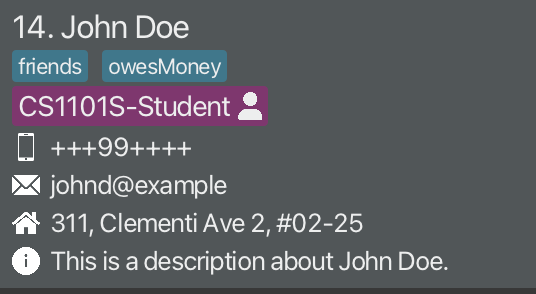 14. John Doe
friends owesMoney
CS1101S-Student
+++99++++
johnd@example
311, Clementi Ave 2, #02-25
This is a description about John Doe.